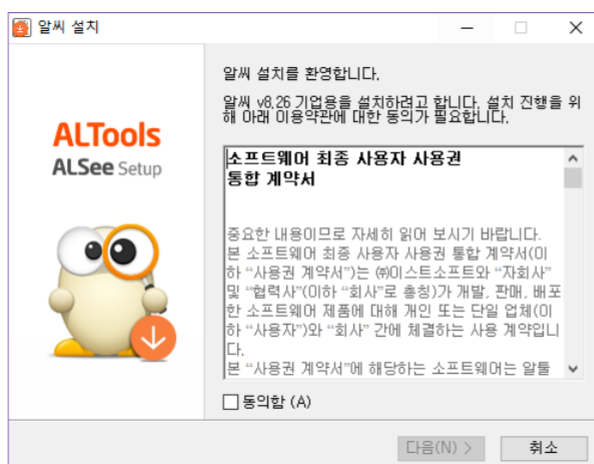 알씨 설치
알씨 설치를 환영합니다.
알씨 v8.26 기업용을 설치하려고 합니다. 설치 진행을 위
해 아래 이용약관에 대한 동의가 필요합니다.
ALTools
ALSee Setup
소프트웨어 최종 사용자 사용권
통합 계약서
중요한 내용이므로 자세히 읽어 보시기 바랍니다.
본 소프트웨어 최종 사용자 사용권 통합 계약서(이
하 “사용권 계약서”)는 ㈜이스트소프트와 “자회사”
및 “협력사”(이하 “회사”로 총칭)가 개발, 판매, 배포
한 소프트웨어 제품에 대해 개인 또는 단일 업체(이
하 “사용자”)와 “회사” 간에 체결하는 사용 계약입니
다.
본 “사용권 계약서”에 해당하는 소프트웨어는 알툴
동의함 (A)
다음(N) >
취소